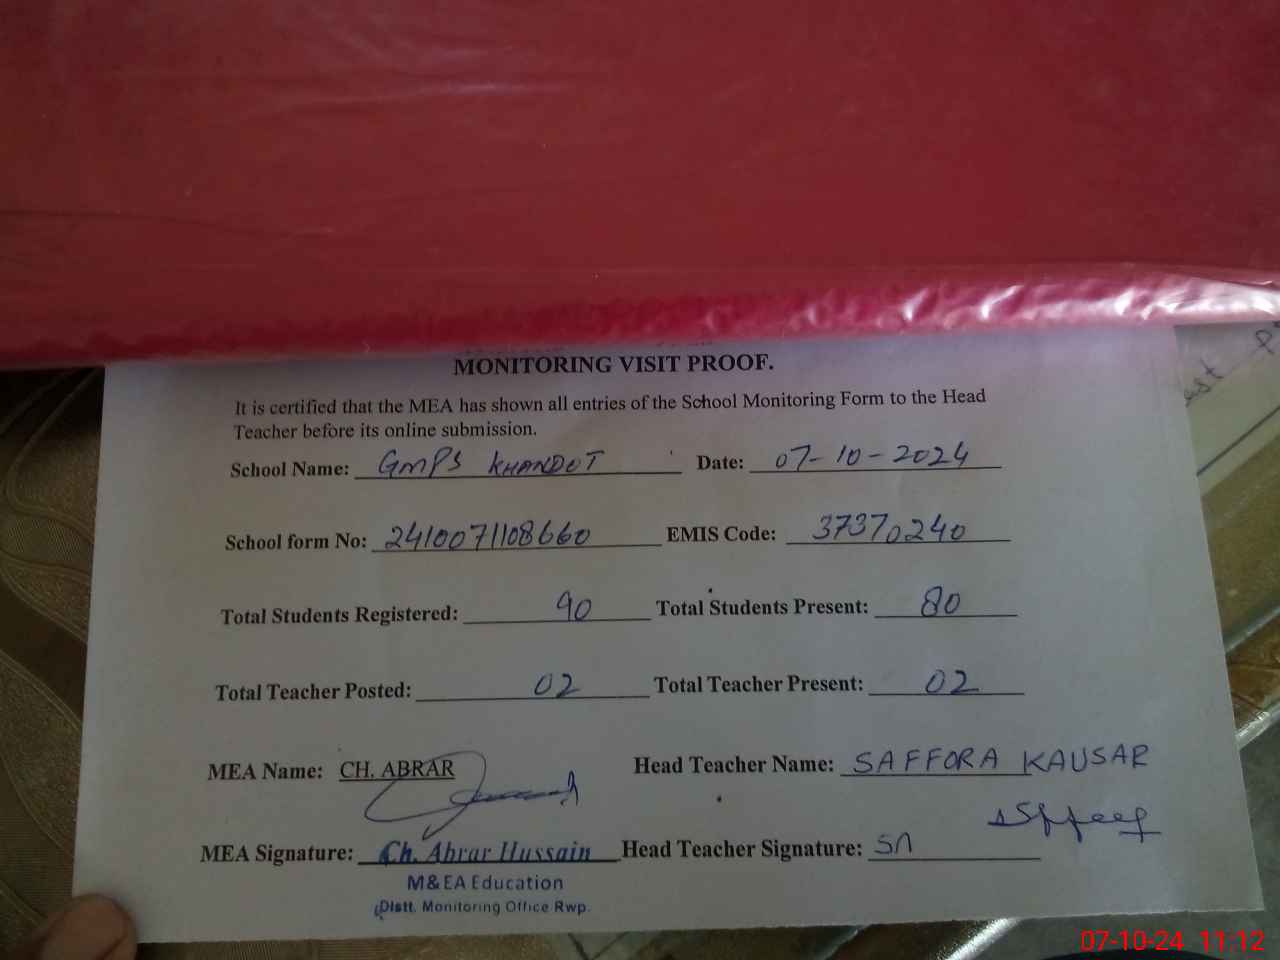 MONITORING VISIT PROOF.
It is certified that the MEA has shown all entries of the School Monitoring Form to the Head
Teacher before its online submission.
School Name: GMPS KHANDOT Date: 07-10-2024
School form No: 2410071108660 EMIS Code: 37370240
Total Students Registered: 90 Total Students Present: 80
Total Teacher Posted: 02 Total Teacher Present: 02
MEA Name: CH. ABRAR Head Teacher Name: SAFFORA KAUSAR
MEA Signature: Ch. Abrar Hussain Head Teacher Signature:
M&EA Education
Distt. Monitoring Office Rwp.
07-10-24 11:12